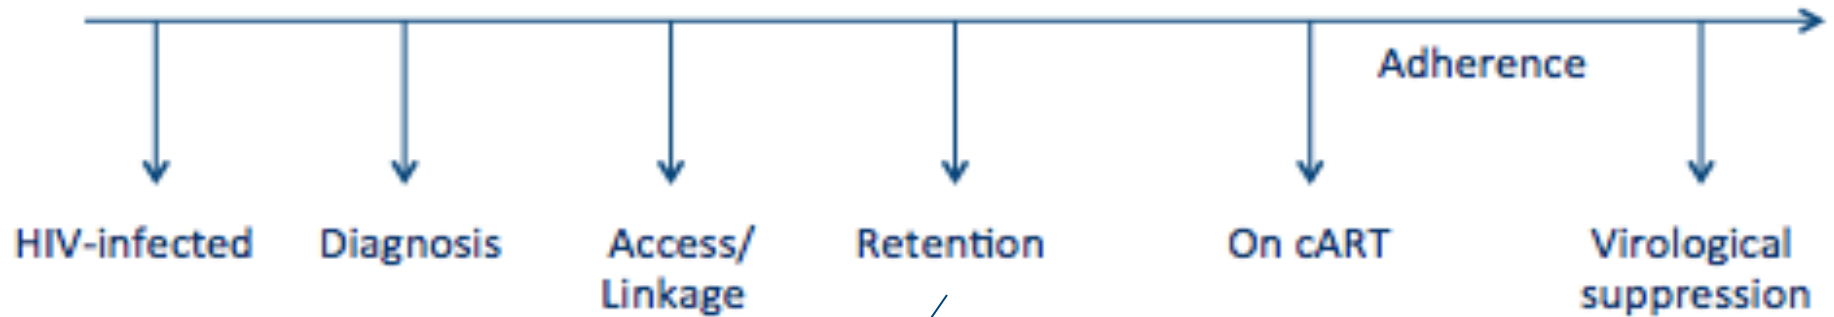 Adherence
HIV-infected
Diagnosis
Access/
Linkage
Retention
On cART
Virological
suppression